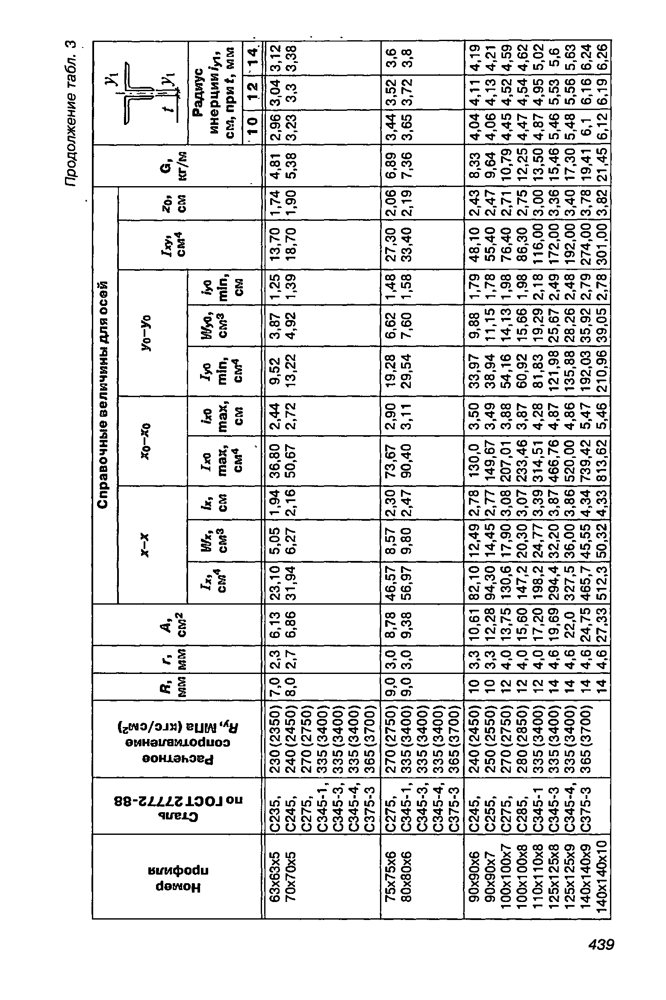 Продолжение табл. 3
Номер профиля | Сталь по ГОСТ 27772-88 | Расчетное сопротивление Ry, МПа (кгс/см²) | R, мм | r, мм | A, см² | Справочные величины для осей | G, кг/м | y₁ t y₁
x–x | x₀–x₀ | y₀–y₀ | Ixy, см⁴ | z₀, см | Радиус инерции iy₁, см, при t, мм
Ix, см⁴ | Wx, см³ | Ix, см | Ix0 max, см⁴ | ix0 max, см | Iy0 min, см⁴ | Wy0, см³ | iy0 min, см | 10 | 12 | 14
63x63x5 | С235, | 230 (2350) | 7,0 | 2,3 | 6,13 | 23,10 | 5,05 | 1,94 | 36,80 | 2,44 | 9,52 | 3,87 | 1,25 | 13,70 | 1,74 | 4,81 | 2,96 | 3,04 | 3,12
70x70x5 | С245, | 240 (2450) | 8,0 | 2,7 | 6,86 | 31,94 | 6,27 | 2,16 | 50,67 | 2,72 | 13,22 | 4,92 | 1,39 | 18,70 | 1,90 | 5,38 | 3,23 | 3,3 | 3,38
С275, | 270 (2750)
С345-1, | 335 (3400)
С345-3, | 335 (3400)
С345-4, | 335 (3400)
С375-3 | 365 (3700)
75x75x6 | С275, | 270 (2750) | 9,0 | 3,0 | 8,78 | 46,57 | 8,57 | 2,30 | 73,67 | 2,90 | 19,28 | 6,62 | 1,48 | 27,30 | 2,06 | 6,89 | 3,44 | 3,52 | 3,6
80x80x6 | С345-1, | 335 (3400) | 9,0 | 3,0 | 9,38 | 56,97 | 9,80 | 2,47 | 90,40 | 3,11 | 29,54 | 7,60 | 1,58 | 33,40 | 2,19 | 7,36 | 3,65 | 3,72 | 3,8
С345-3, | 335 (3400)
С345-4, | 335 (3400)
С375-3 | 365 (3700)
90x90x6 | С245, | 240 (2450) | 10 | 3,3 | 10,61 | 82,10 | 12,49 | 2,78 | 130,0 | 3,50 | 33,97 | 9,88 | 1,79 | 48,10 | 2,43 | 8,33 | 4,04 | 4,11 | 4,19
90x90x7 | С255, | 250 (2550) | 10 | 3,3 | 12,28 | 94,30 | 14,45 | 2,77 | 149,67 | 3,49 | 38,94 | 11,15 | 1,78 | 55,40 | 2,47 | 9,64 | 4,06 | 4,13 | 4,21
100x100x7 | С275, | 270 (2750) | 12 | 4,0 | 13,75 | 130,6 | 17,90 | 3,08 | 207,01 | 3,88 | 54,16 | 14,13 | 1,98 | 76,40 | 2,71 | 10,79 | 4,45 | 4,52 | 4,59
100x100x8 | С285, | 280 (2850) | 12 | 4,0 | 15,60 | 147,2 | 20,30 | 3,07 | 233,46 | 3,87 | 60,92 | 15,66 | 1,98 | 86,30 | 2,75 | 12,25 | 4,47 | 4,54 | 4,62
110x110x8 | С345-1 | 335 (3400) | 12 | 4,0 | 17,20 | 198,2 | 24,77 | 3,39 | 314,51 | 4,28 | 81,83 | 19,29 | 2,18 | 116,00 | 3,00 | 13,50 | 4,87 | 4,95 | 5,02
125x125x8 | С345-3 | 335 (3400) | 14 | 4,6 | 19,69 | 294,4 | 32,20 | 3,87 | 466,76 | 4,87 | 121,98 | 25,67 | 2,49 | 172,00 | 3,36 | 15,46 | 5,46 | 5,53 | 5,6
125x125x9 | С345-4, | 335 (3400) | 14 | 4,6 | 22,0 | 327,5 | 36,00 | 3,86 | 520,00 | 4,86 | 135,88 | 28,26 | 2,48 | 192,00 | 3,40 | 17,30 | 5,48 | 5,56 | 5,63
140x140x9 | С375-3 | 365 (3700) | 14 | 4,6 | 24,75 | 465,7 | 45,55 | 4,34 | 739,42 | 5,47 | 192,03 | 35,92 | 2,79 | 274,00 | 3,78 | 19,41 | 6,1 | 6,16 | 6,24
140x140x10 | 14 | 4,6 | 27,33 | 512,3 | 50,32 | 4,33 | 813,62 | 5,46 | 210,96 | 39,05 | 2,78 | 301,00 | 3,82 | 21,45 | 6,12 | 6,19 | 6,26
439